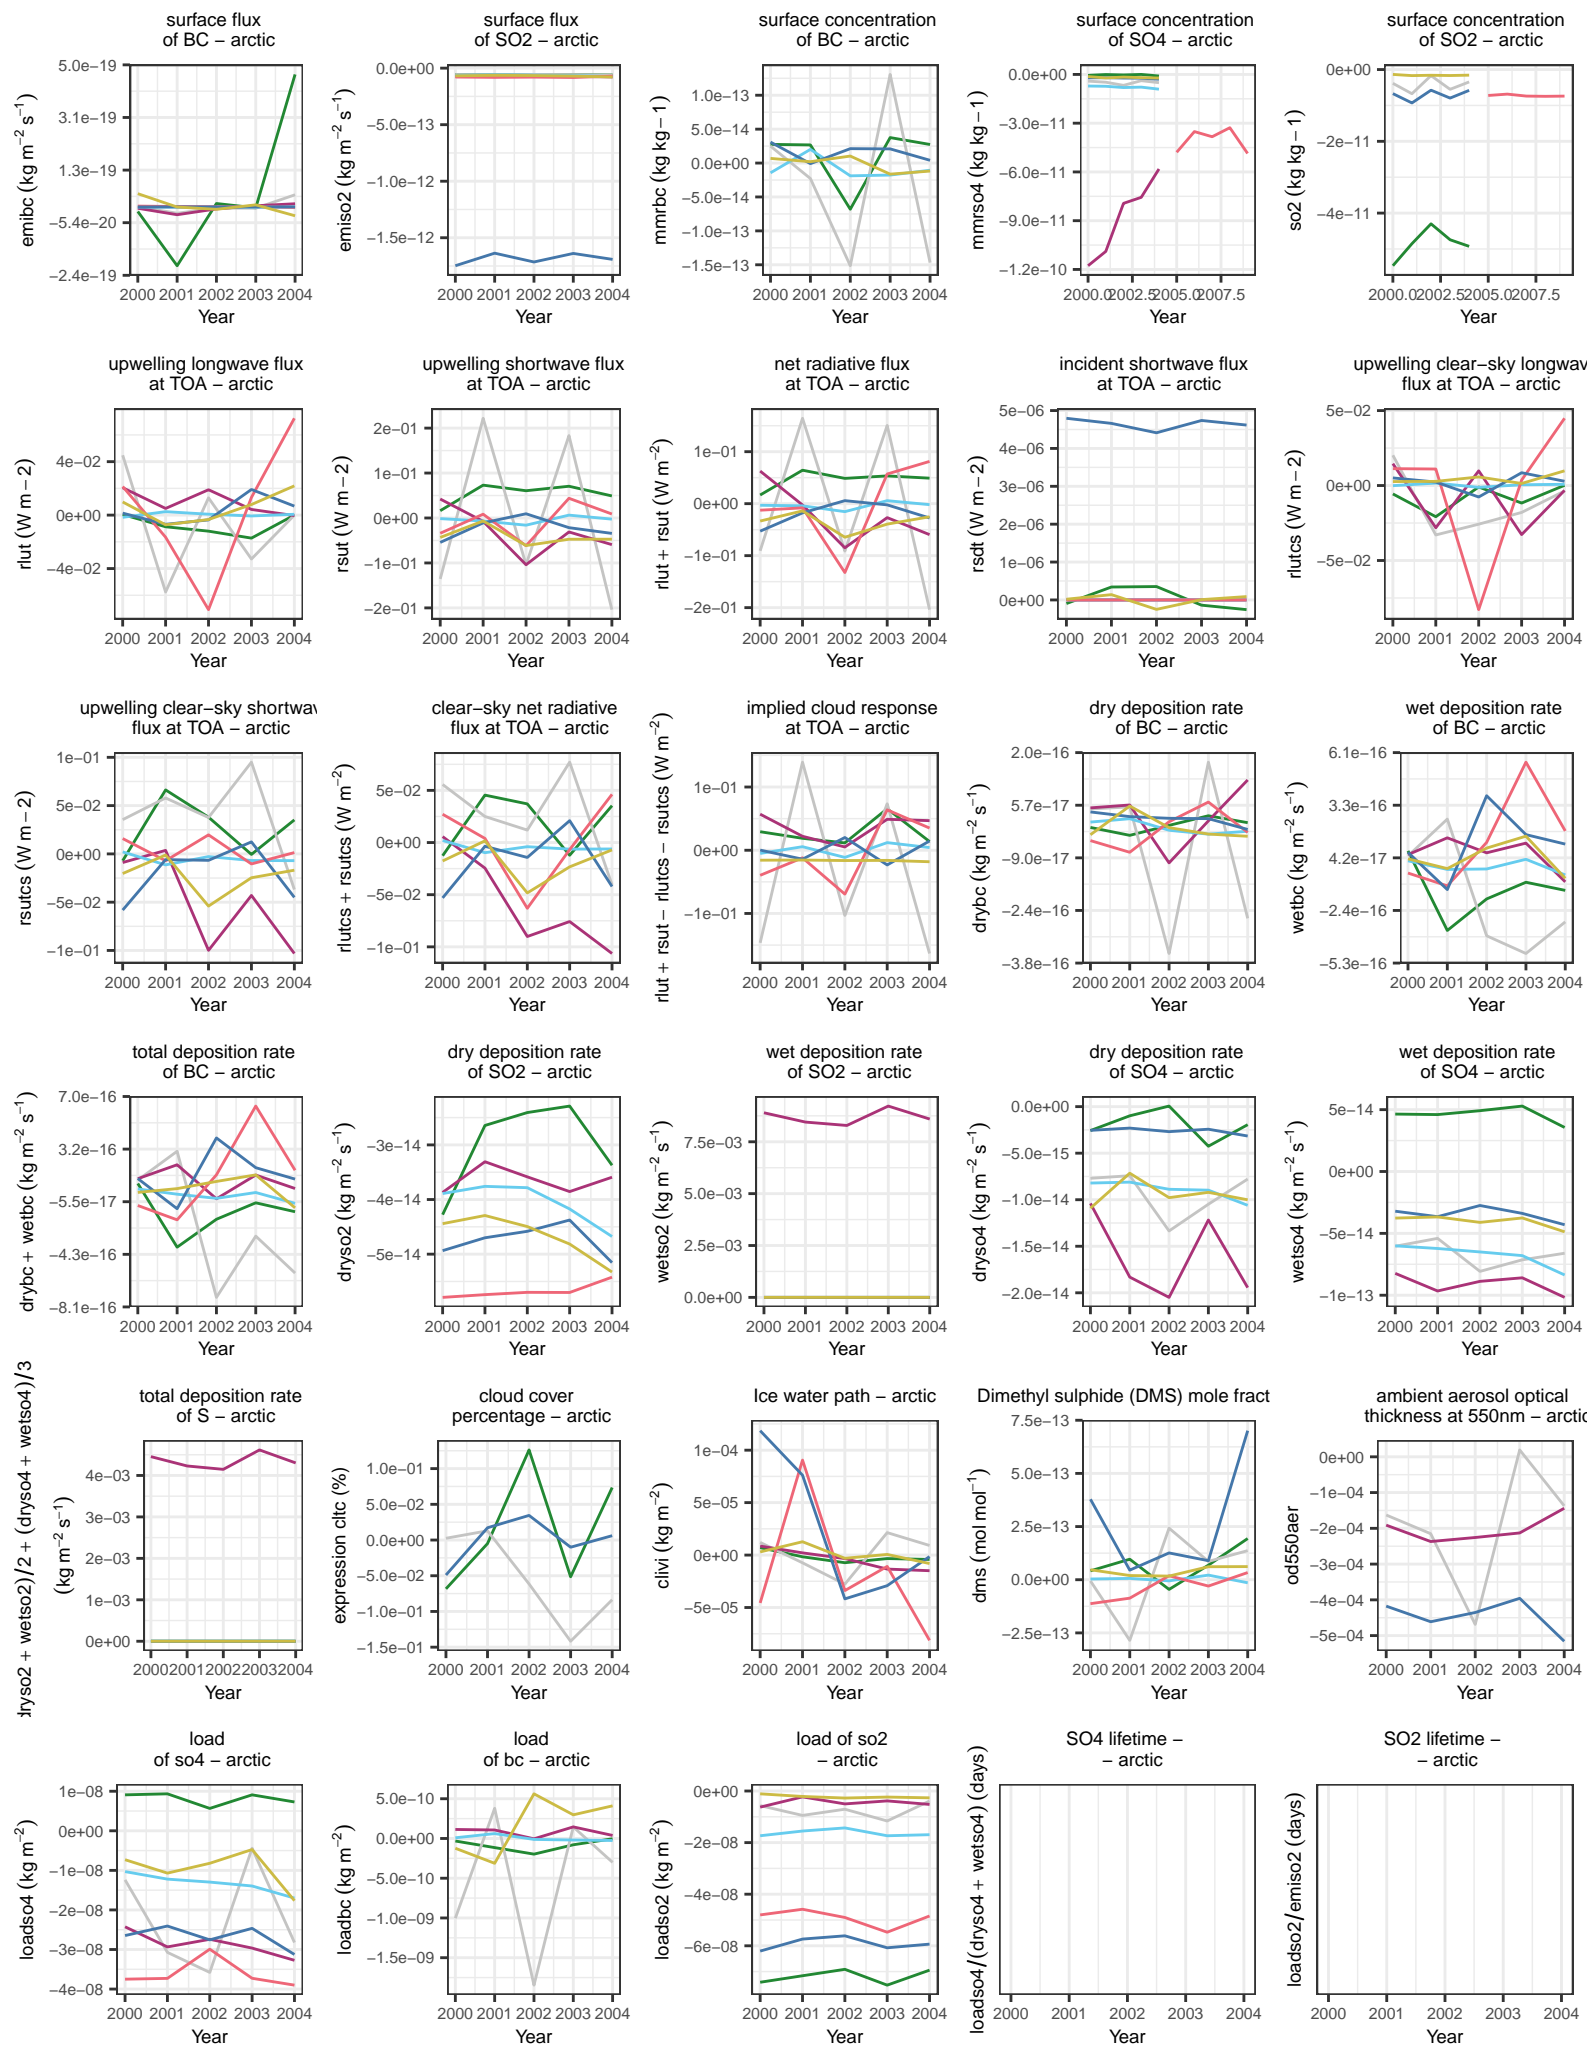 surface flux
of BC − arctic
emibc (kg m−2 s−1)
5.0e−19
3.1e−19
1.3e−19
−5.4e−20
−2.4e−19
2000 2001 2002 2003 2004
Year
surface flux
of SO2 − arctic
emiso2 (kg m−2 s−1)
0.0e+00
−5.0e−13
−1.0e−12
−1.5e−12
2000 2001 2002 2003 2004
Year
surface concentration
of BC − arctic
mmrbc (kg kg − 1)
1.0e−13
5.0e−14
0.0e+00
−5.0e−14
−1.0e−13
−1.5e−13
2000 2001 2002 2003 2004
Year
surface concentration
of SO4 − arctic
mmrso4 (kg kg − 1)
0.0e+00
−3.0e−11
−6.0e−11
−9.0e−11
−1.2e−10
2000.0 2002.5 2005.0 2007.5
Year
surface concentration
of SO2 − arctic
so2 (kg kg − 1)
0e+00
−2e−11
−4e−11
2000.0 2002.5 2005.0 2007.5
Year
upwelling longwave flux
at TOA − arctic
rlut (W m − 2)
4e−02
0e+00
−4e−02
2000 2001 2002 2003 2004
Year
upwelling shortwave flux
at TOA − arctic
rsut (W m − 2)
2e−01
1e−01
0e+00
−1e−01
−2e−01
2000 2001 2002 2003 2004
Year
net radiative flux
at TOA − arctic
rlut + rsut (W m−2)
1e−01
0e+00
−1e−01
−2e−01
2000 2001 2002 2003 2004
Year
incident shortwave flux
at TOA − arctic
rsdt (W m − 2)
5e−06
4e−06
3e−06
2e−06
1e−06
0e+00
2000 2001 2002 2003 2004
Year
upwelling clear−sky longwav
flux at TOA − arctic
rlutcs (W m − 2)
5e−02
0e+00
−5e−02
2000 2001 2002 2003 2004
Year
upwelling clear−sky shortwav
flux at TOA − arctic
rsutcs (W m − 2)
1e−01
5e−02
0e+00
−5e−02
−1e−01
2000 2001 2002 2003 2004
Year
clear−sky net radiative
flux at TOA − arctic
rlutcs + rsutcs (W m−2)
5e−02
0e+00
−5e−02
−1e−01
2000 2001 2002 2003 2004
Year
implied cloud response
at TOA − arctic
rlut + rsut − rlutcs − rsutcs (W m−2)
1e−01
0e+00
−1e−01
2000 2001 2002 2003 2004
Year
dry deposition rate
of BC − arctic
drybc (kg m−2 s−1)
2.0e−16
5.7e−17
−9.0e−17
−2.4e−16
−3.8e−16
2000 2001 2002 2003 2004
Year
wet deposition rate
of BC − arctic
wetbc (kg m−2 s−1)
6.1e−16
3.3e−16
4.2e−17
−2.4e−16
−5.3e−16
2000 2001 2002 2003 2004
Year
total deposition rate
of BC − arctic
drybc + wetbc (kg m−2 s−1)
7.0e−16
3.2e−16
−5.5e−17
−4.3e−16
−8.1e−16
2000 2001 2002 2003 2004
Year
dry deposition rate
of SO2 − arctic
dryso2 (kg m−2 s−1)
−3e−14
−4e−14
−5e−14
2000 2001 2002 2003 2004
Year
wet deposition rate
of SO2 − arctic
wetso2 (kg m−2 s−1)
7.5e−03
5.0e−03
2.5e−03
0.0e+00
2000 2001 2002 2003 2004
Year
dry deposition rate
of SO4 − arctic
dryso4 (kg m−2 s−1)
0.0e+00
−5.0e−15
−1.0e−14
−1.5e−14
−2.0e−14
2000 2001 2002 2003 2004
Year
wet deposition rate
of SO4 − arctic
wetso4 (kg m−2 s−1)
5e−14
0e+00
−5e−14
−1e−13
2000 2001 2002 2003 2004
Year
total deposition rate
of S − arctic
dryso2 + wetso2)/2 + (dryso4 + wetso4)/3
(kg m−2 s−1)
4e−03
3e−03
2e−03
1e−03
0e+00
2000 2001 2002 2003 2004
Year
cloud cover
percentage − arctic
expression cltc (%)
1.0e−01
5.0e−02
0.0e+00
−5.0e−02
−1.0e−01
−1.5e−01
2000 2001 2002 2003 2004
Year
Ice water path − arctic
clivi (kg m−2)
1e−04
5e−05
0e+00
−5e−05
2000 2001 2002 2003 2004
Year
Dimethyl sulphide (DMS) mole fract
dms (mol mol−1)
7.5e−13
5.0e−13
2.5e−13
0.0e+00
−2.5e−13
2000 2001 2002 2003 2004
Year
ambient aerosol optical
thickness at 550nm − arctic
od550aer
0e+00
−1e−04
−2e−04
−3e−04
−4e−04
−5e−04
2000 2001 2002 2003 2004
Year
load
of so4 − arctic
loadso4 (kg m−2)
1e−08
0e+00
−1e−08
−2e−08
−3e−08
−4e−08
2000 2001 2002 2003 2004
Year
load
of bc − arctic
loadbc (kg m−2)
5.0e−10
0.0e+00
−5.0e−10
−1.0e−09
−1.5e−09
2000 2001 2002 2003 2004
Year
load of so2
− arctic
loadso2 (kg m−2)
0e+00
−2e−08
−4e−08
−6e−08
2000 2001 2002 2003 2004
Year
SO4 lifetime −
− arctic
loadso4/(dryso4 + wetso4) (days)
2000 2001 2002 2003 2004
Year
SO2 lifetime −
− arctic
loadso2/emiso2 (days)
2000 2001 2002 2003 2004
Year